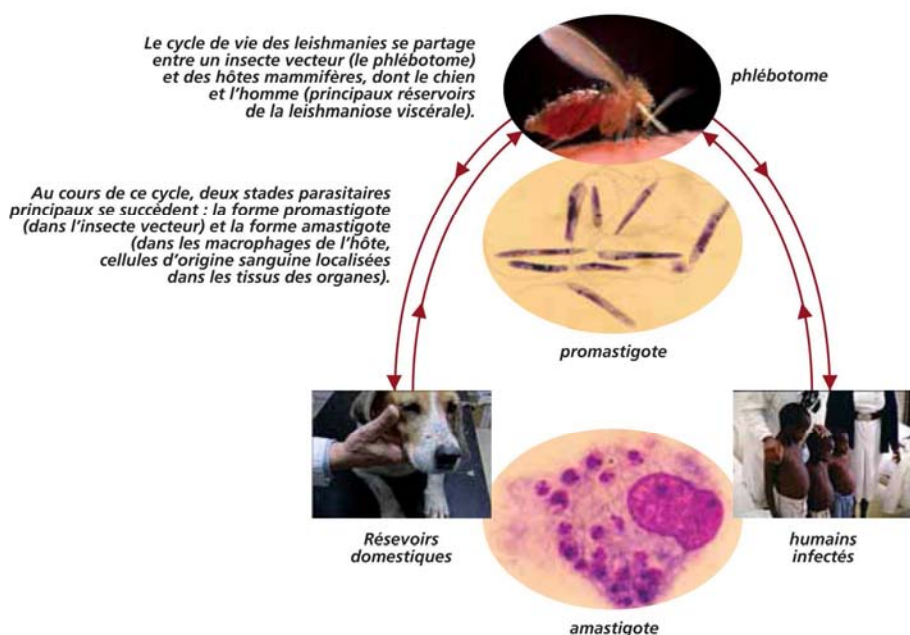 Le cycle de vie des leishmanies se partage
entre un insecte vecteur (le phlébotome)
et des hôtes mammifères, dont le chien
et l'homme (principaux réservoirs
de la leishmaniose viscérale).
phlébotome
Au cours de ce cycle, deux stades parasitaires
principaux se succèdent : la forme promastigote
(dans l'insecte vecteur) et la forme amastigote
(dans les macrophages de l'hôte,
cellules d'origine sanguine localisées
dans les tissus des organes).
promastigote
Résevoirs
domestiques
humains
infectés
amastigote